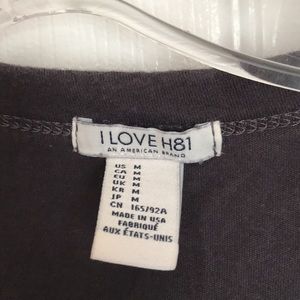 I LOVE H81
AN AMERICAN BRAND
US M
CA M
EU M
UK M
KR M
JP M
CN 165/92A
MADE IN USA
FABRIQUÉ
AUX ÉTATS-UNIS